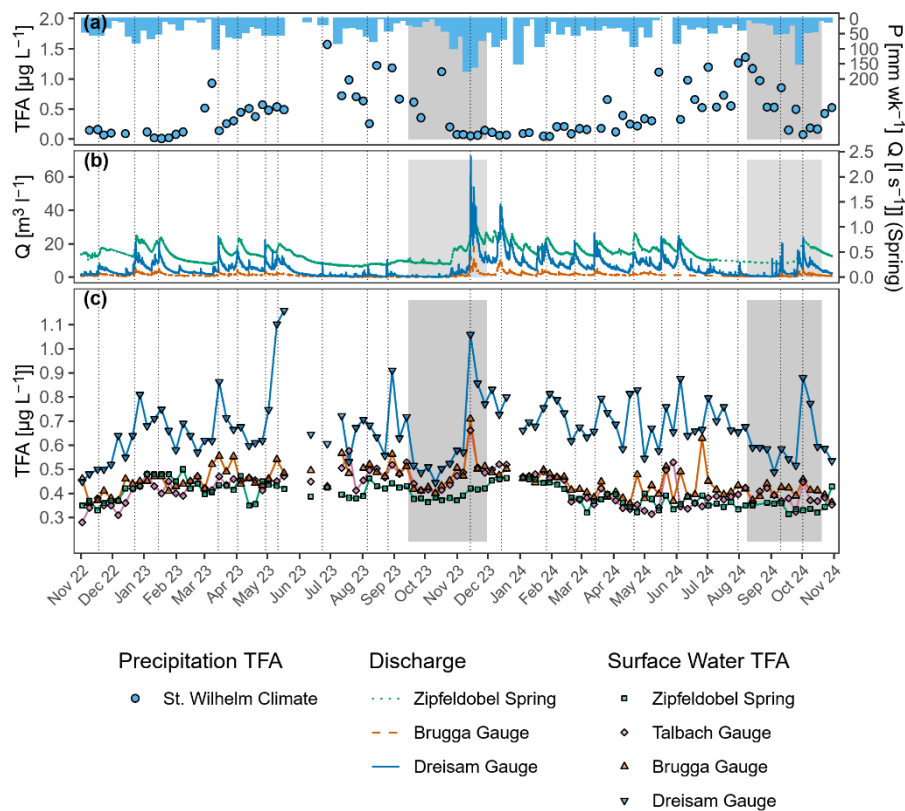 (a)
TFA [µg L⁻¹]
2.0
1.5
1.0
0.5
0.0
0
50
100
150
200
P [mm wk⁻¹]
(b)
Q [m³ l⁻¹]
60
40
20
0
2.5
2.0
1.5
1.0
0.5
0.0
Q [l s⁻¹]] (Spring)
(c)
TFA [µg L⁻¹]]
1.1
1.0
0.9
0.8
0.7
0.6
0.5
0.4
0.3
Nov 22
Dec 22
Jan 23
Feb 23
Mar 23
Apr 23
May 23
Jun 23
Jul 23
Aug 23
Sep 23
Oct 23
Nov 23
Dec 23
Jan 24
Feb 24
Mar 24
Apr 24
May 24
Jun 24
Jul 24
Aug 24
Sep 24
Oct 24
Nov 24
Precipitation TFA
St. Wilhelm Climate
Discharge
Zipfeldobel Spring
Brugga Gauge
Dreisam Gauge
Surface Water TFA
Zipfeldobel Spring
Talbach Gauge
Brugga Gauge
Dreisam Gauge